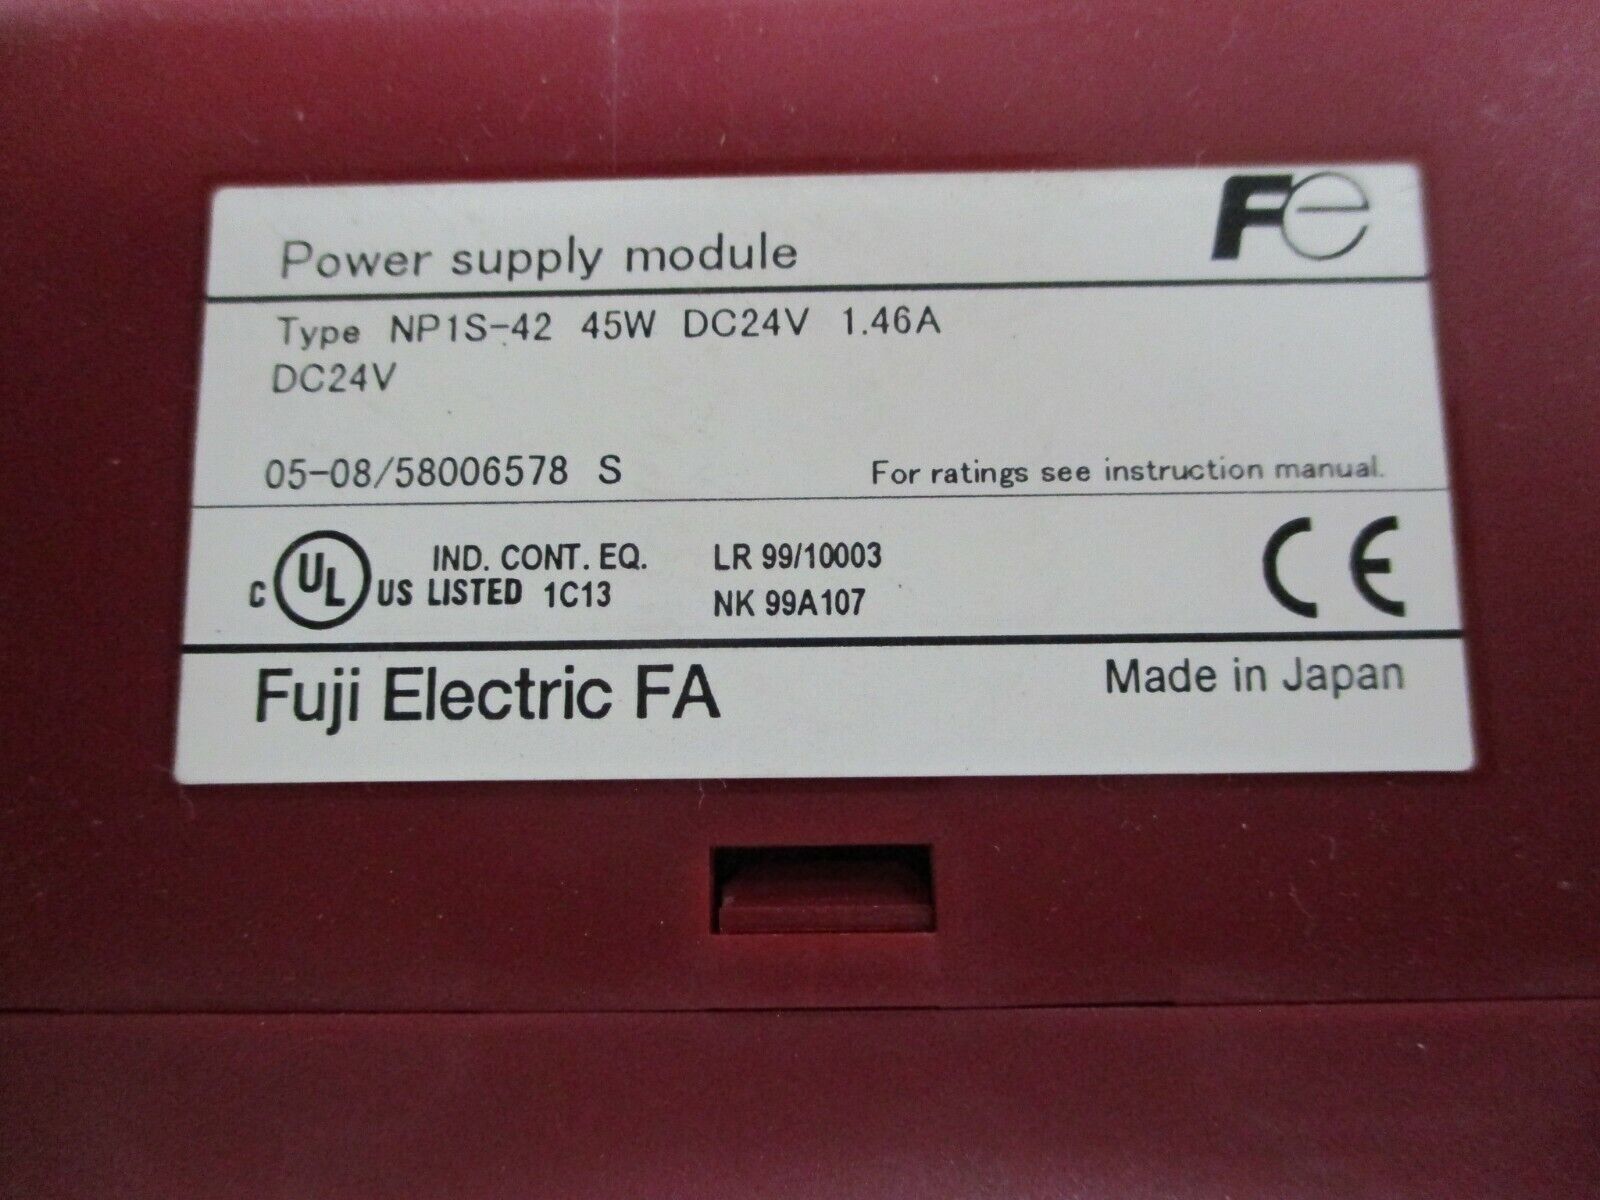 Power supply module Fe
Type NP1S-42 45W DC24V 1.46A
DC24V
05-08/58006578 S For ratings see instruction manual.
C UL US IND. CONT. EQ. LR 99/10003 CE
LISTED 1C13 NK 99A107
Fuji Electric FA Made in Japan